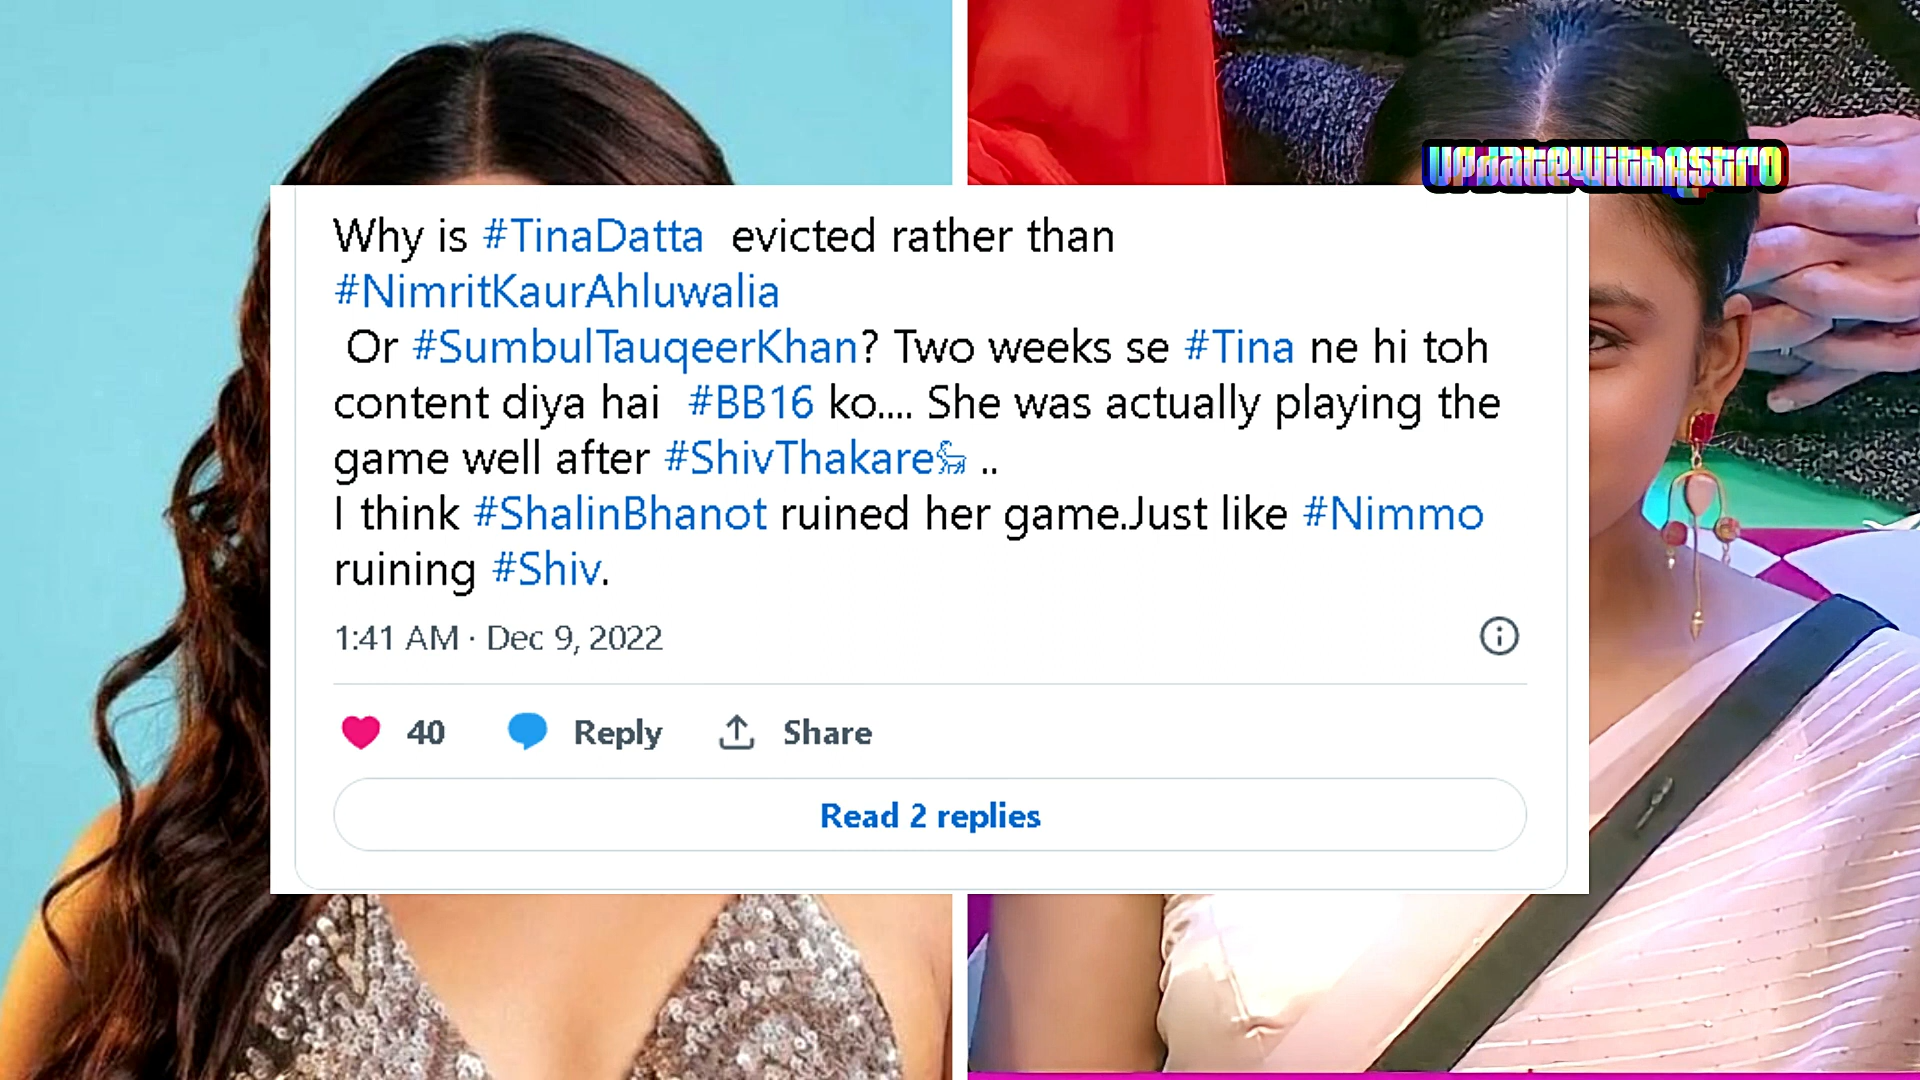 UpdateWithAstro
Why is #TinaDatta evicted rather than
#NimritKaurAhluwalia
Or #SumbulTauqeerKhan? Two weeks se #Tina ne hi toh
content diya hai #BB16 ko.... She was actually playing the
game well after #ShivThakare𓃵 ..
I think #ShalinBhanot ruined her game.Just like #Nimmo
ruining #Shiv.
1:41 AM · Dec 9, 2022
40 Reply Share
Read 2 replies